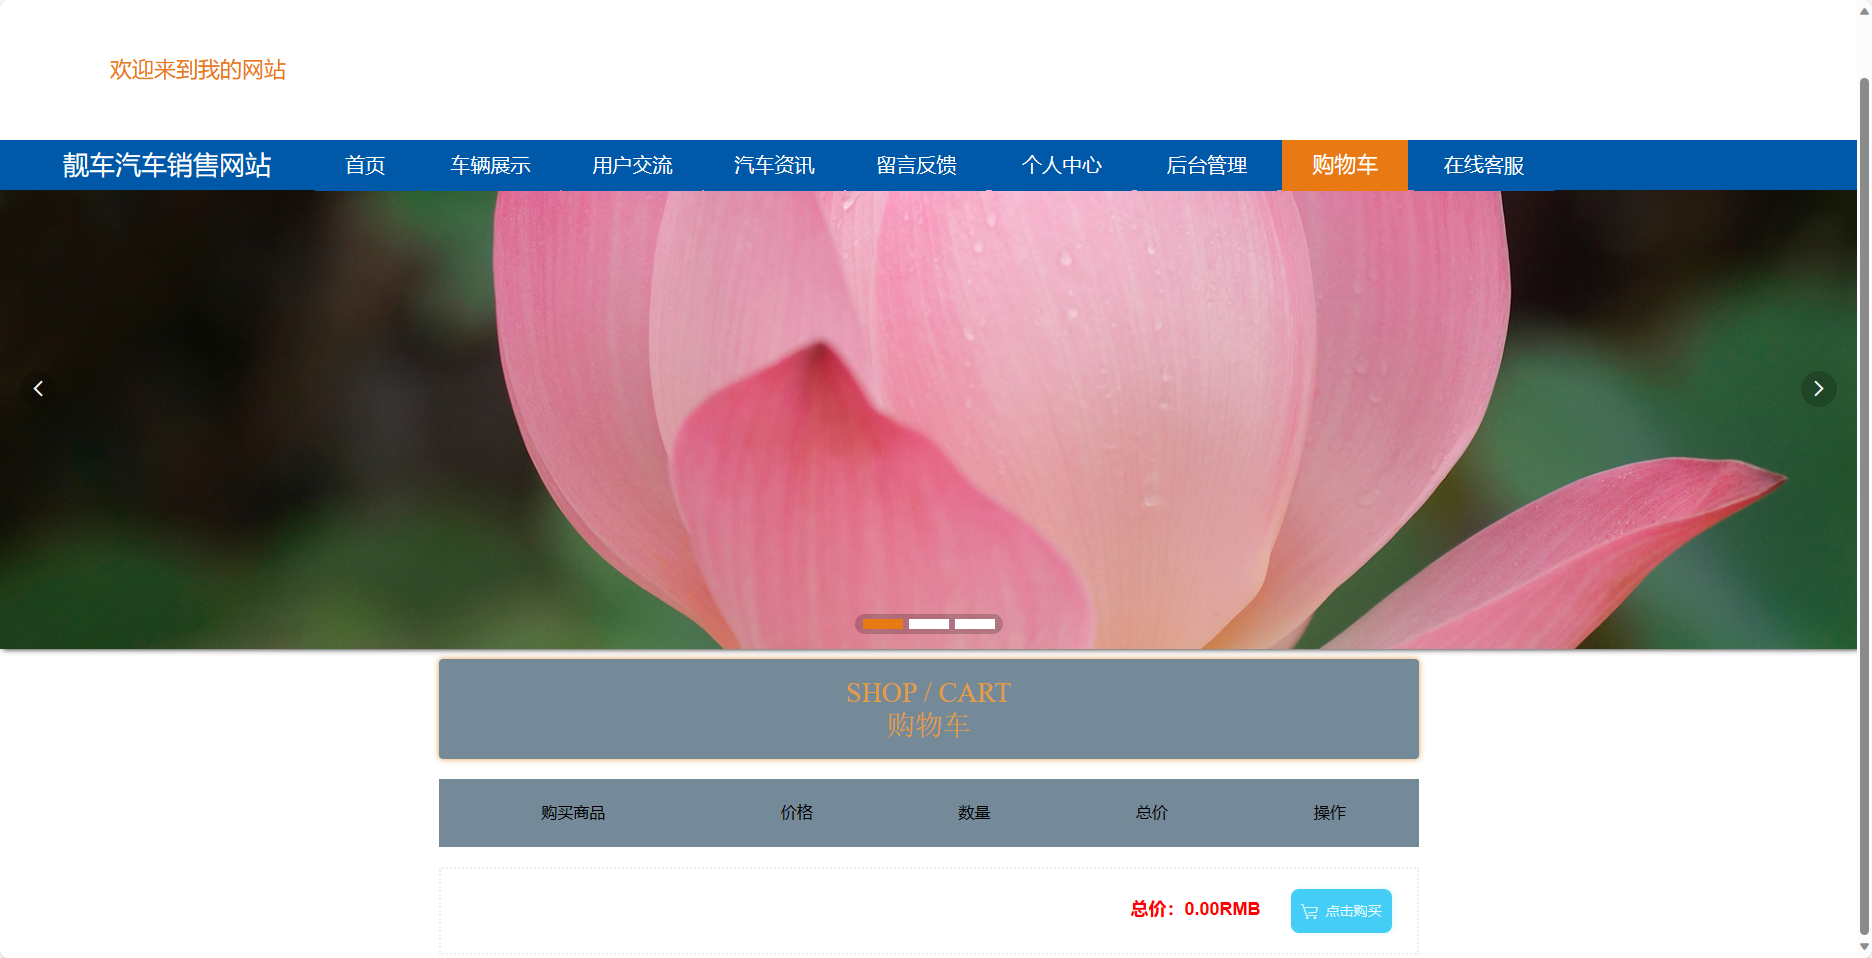 欢迎来到我的网站
靓车汽车销售网站 首页 车辆展示 用户交流 汽车资讯 留言反馈 个人中心 后台管理 购物车 在线客服
SHOP / CART
购物车
购买商品 价格 数量 总价 操作
总价：0.00RMB 点击购买